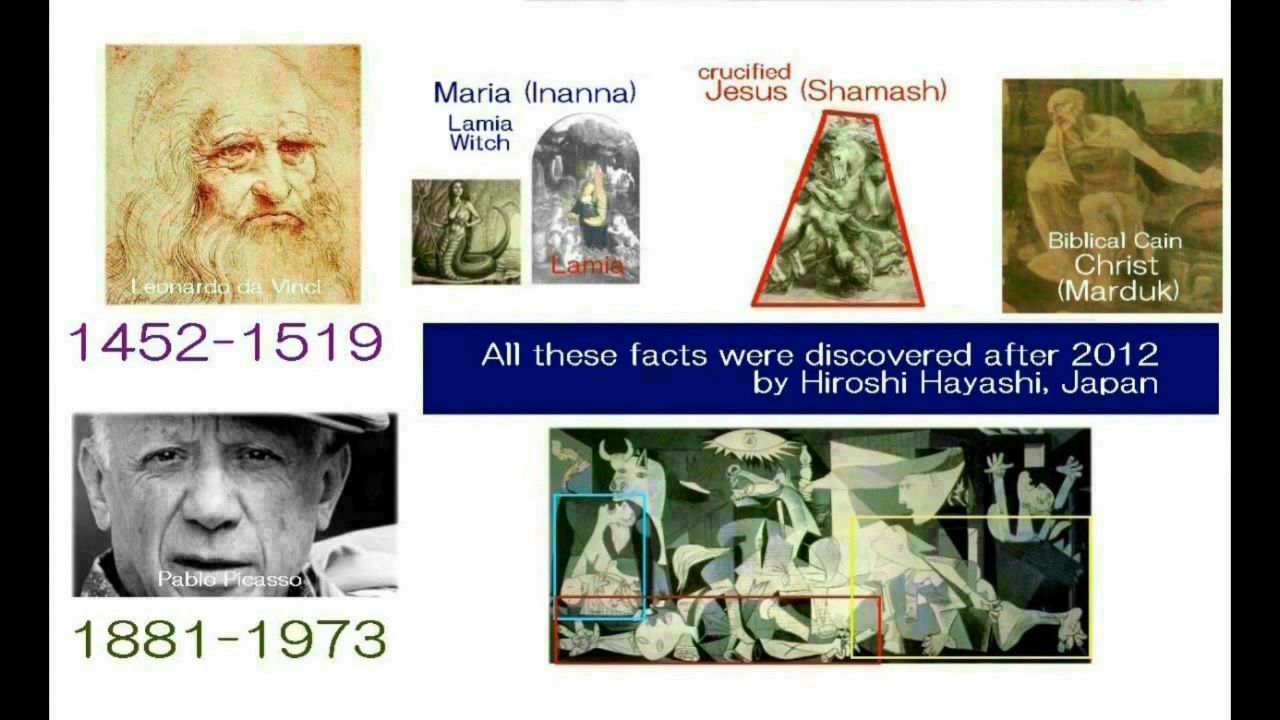 Maria (Inanna)
Lamia
Witch
Lamia
crucified
Jesus (Shamash)
Biblical Cain
Christ
(Marduk)
Leonardo da Vinci
1452-1519
All these facts were discovered after 2012
by Hiroshi Hayashi, Japan
Pablo Picasso
1881-1973